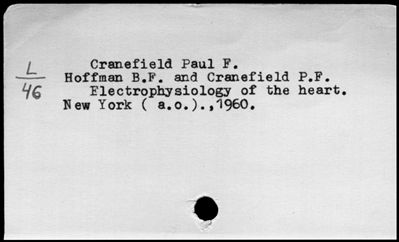 Cranefield Paul F.
L
46
Hoffman B.F. and Cranefield P.F.
Electrophysiology of the heart.
New York ( a.o.).,1960.